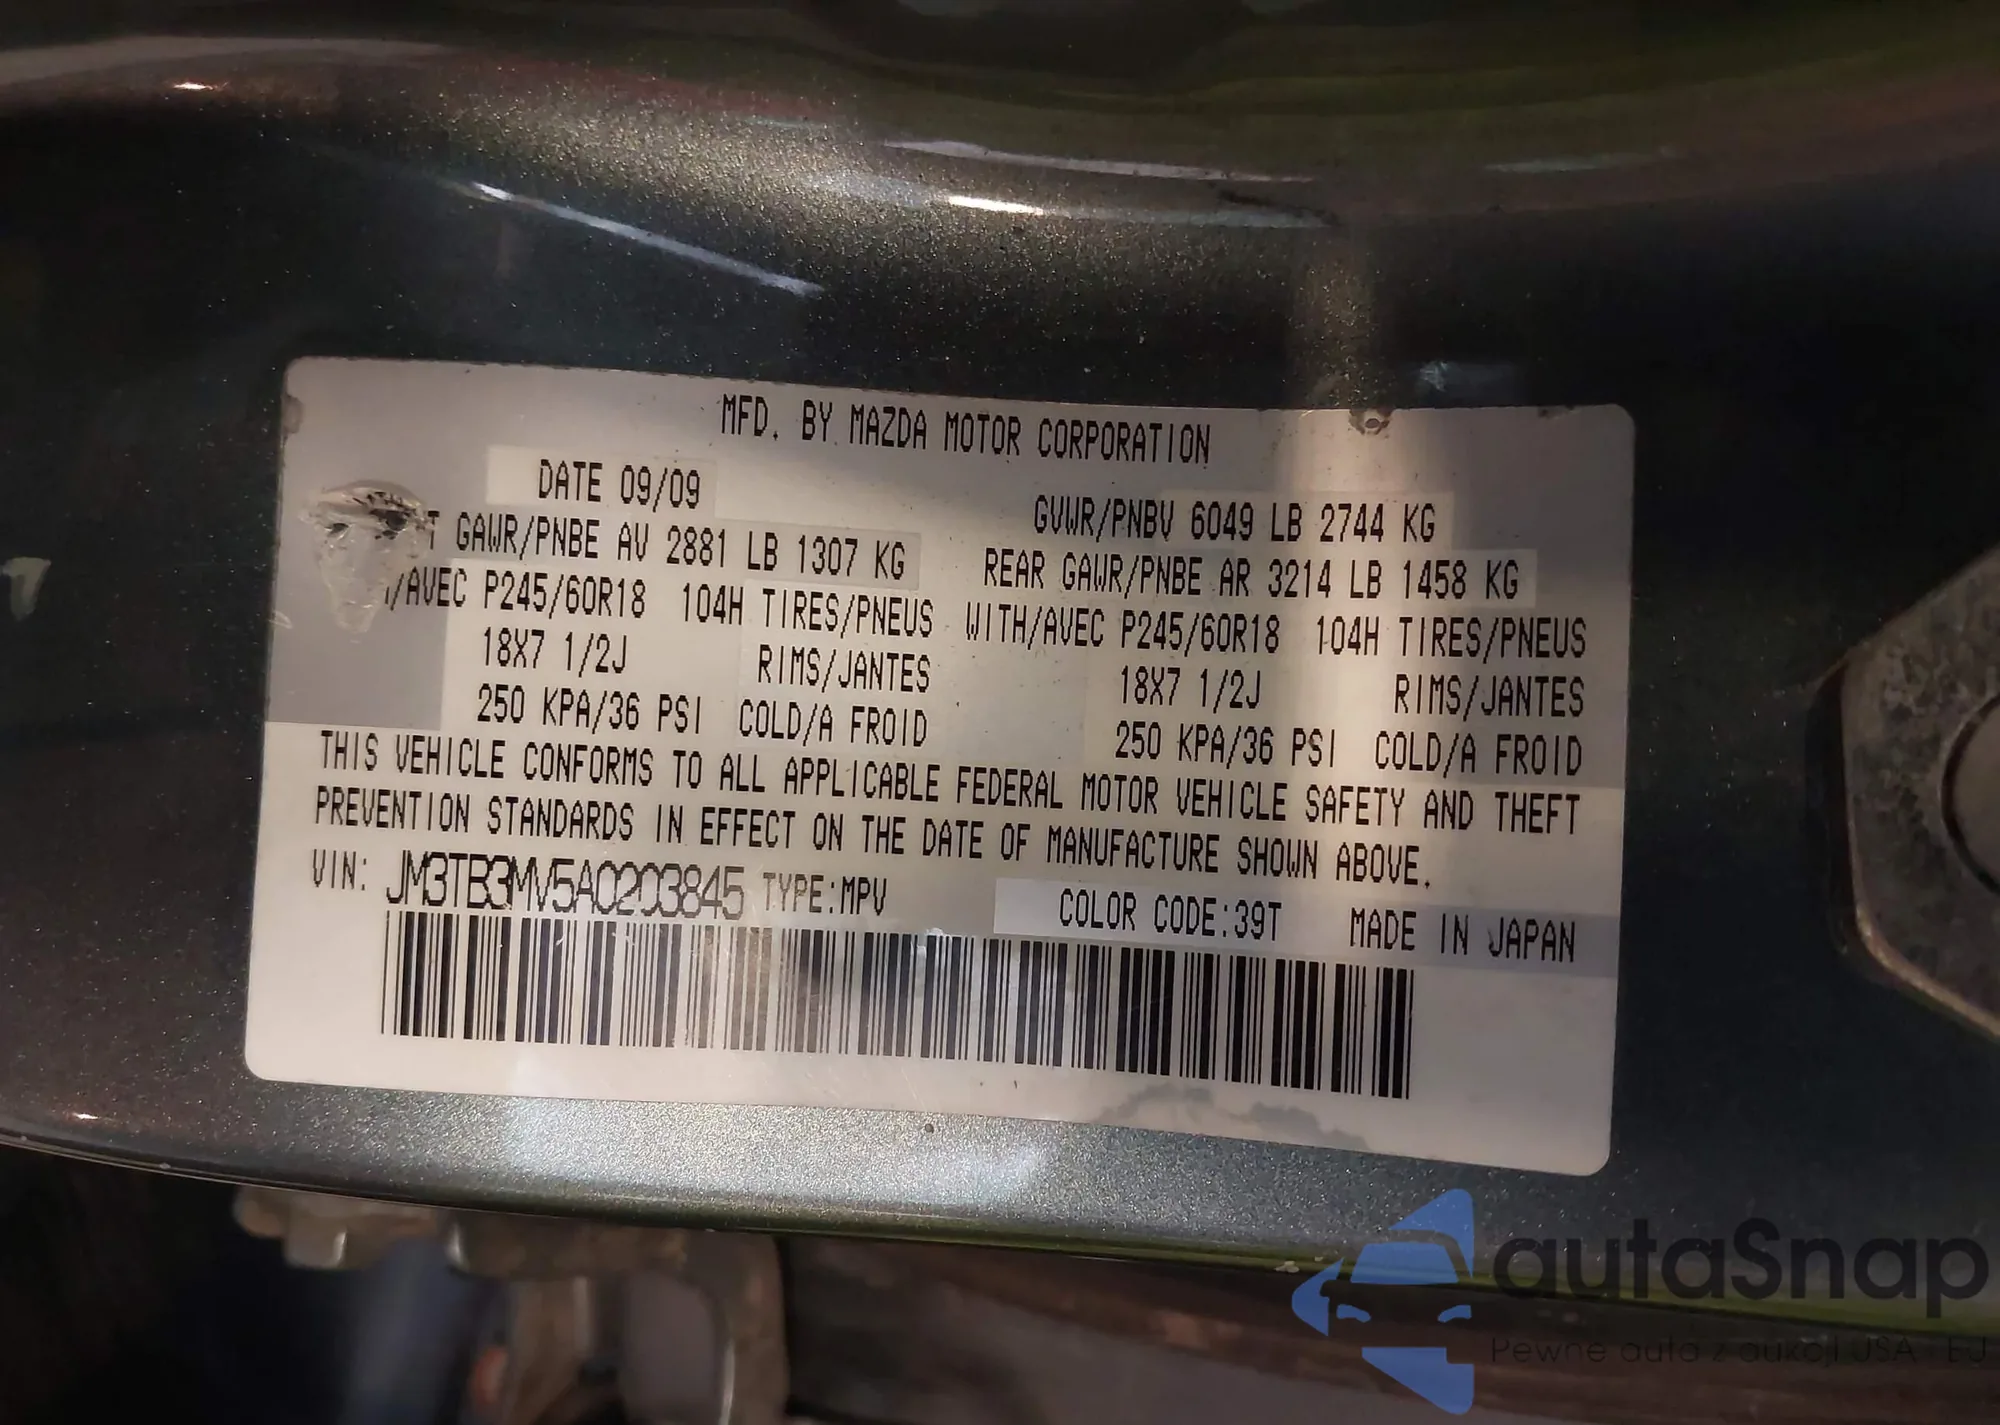 MFD. BY MAZDA MOTOR CORPORATION
DATE 09/09
GVWR/PNBV 6049 LB 2744 KG
T GAWR/PNBE AV 2881 LB 1307 KG
REAR GAWR/PNBE AR 3214 LB 1458 KG
/AVEC P245/60R18 104H TIRES/PNEUS
WITH/AVEC P245/60R18 104H TIRES/PNEUS
18X7 1/2J RIMS/JANTES
18X7 1/2J RIMS/JANTES
250 KPA/36 PSI COLD/A FROID
250 KPA/36 PSI COLD/A FROID
THIS VEHICLE CONFORMS TO ALL APPLICABLE FEDERAL MOTOR VEHICLE SAFETY AND THEFT
PREVENTION STANDARDS IN EFFECT ON THE DATE OF MANUFACTURE SHOWN ABOVE.
VIN: JM3TB3MV5A0203845 TYPE:MPV COLOR CODE:39T MADE IN JAPAN
autaSnap
Pewne auta z aukcji USA - EU